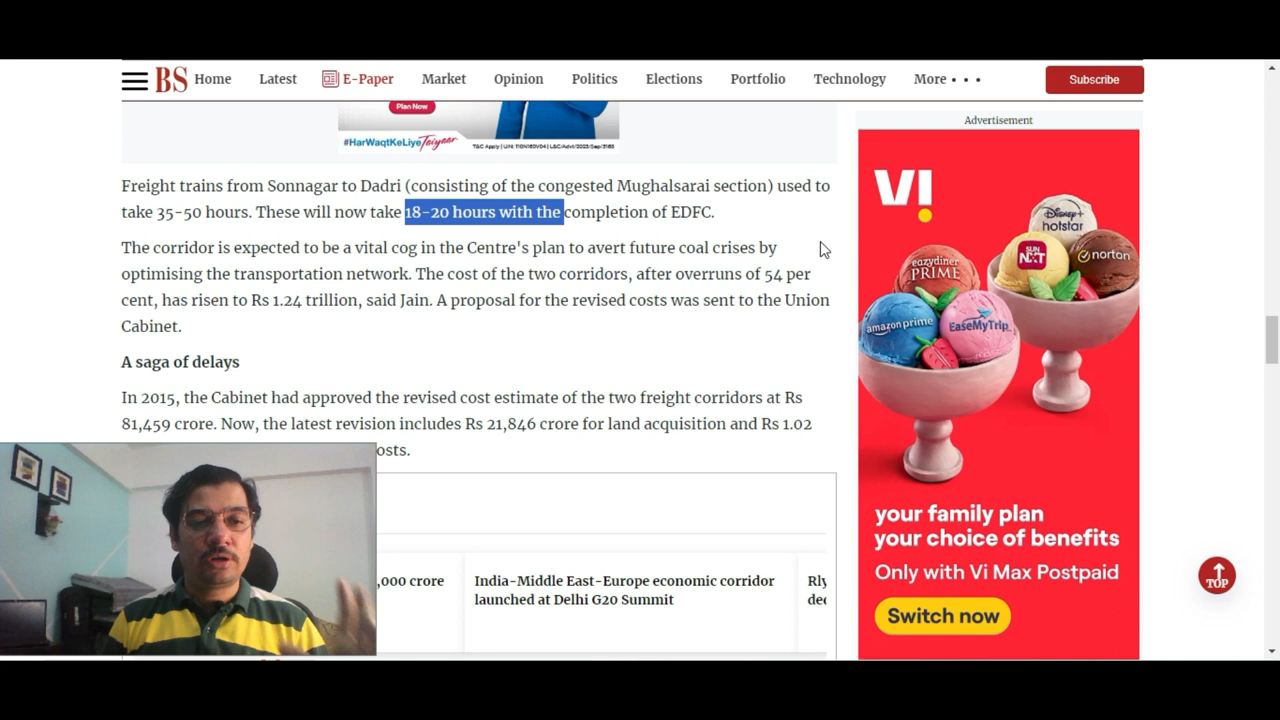 BS Home Latest E-Paper Market Opinion Politics Elections Portfolio Technology More • • • Subscribe
Plan Now
#HarWaqtKeLiye Taiyaar
Freight trains from Sonnagar to Dadri (consisting of the congested Mughalsarai section) used to
take 35-50 hours. These will now take 18-20 hours with the completion of EDFC.
The corridor is expected to be a vital cog in the Centre's plan to avert future coal crises by
optimising the transportation network. The cost of the two corridors, after overruns of 54 per
cent, has risen to Rs 1.24 trillion, said Jain. A proposal for the revised costs was sent to the Union
Cabinet.
A saga of delays
In 2015, the Cabinet had approved the revised cost estimate of the two freight corridors at Rs
81,459 crore. Now, the latest revision includes Rs 21,846 crore for land acquisition and Rs 1.02
osts.
,000 crore
India-Middle East-Europe economic corridor
launched at Delhi G20 Summit
Rly
dec
Advertisement
VI!
Disney+
hotstar
SUN
NXT
norton
eazydiner
PRIME
amazon prime
EaseMyTrip
your family plan
your choice of benefits
Only with Vi Max Postpaid
Switch now
TOP